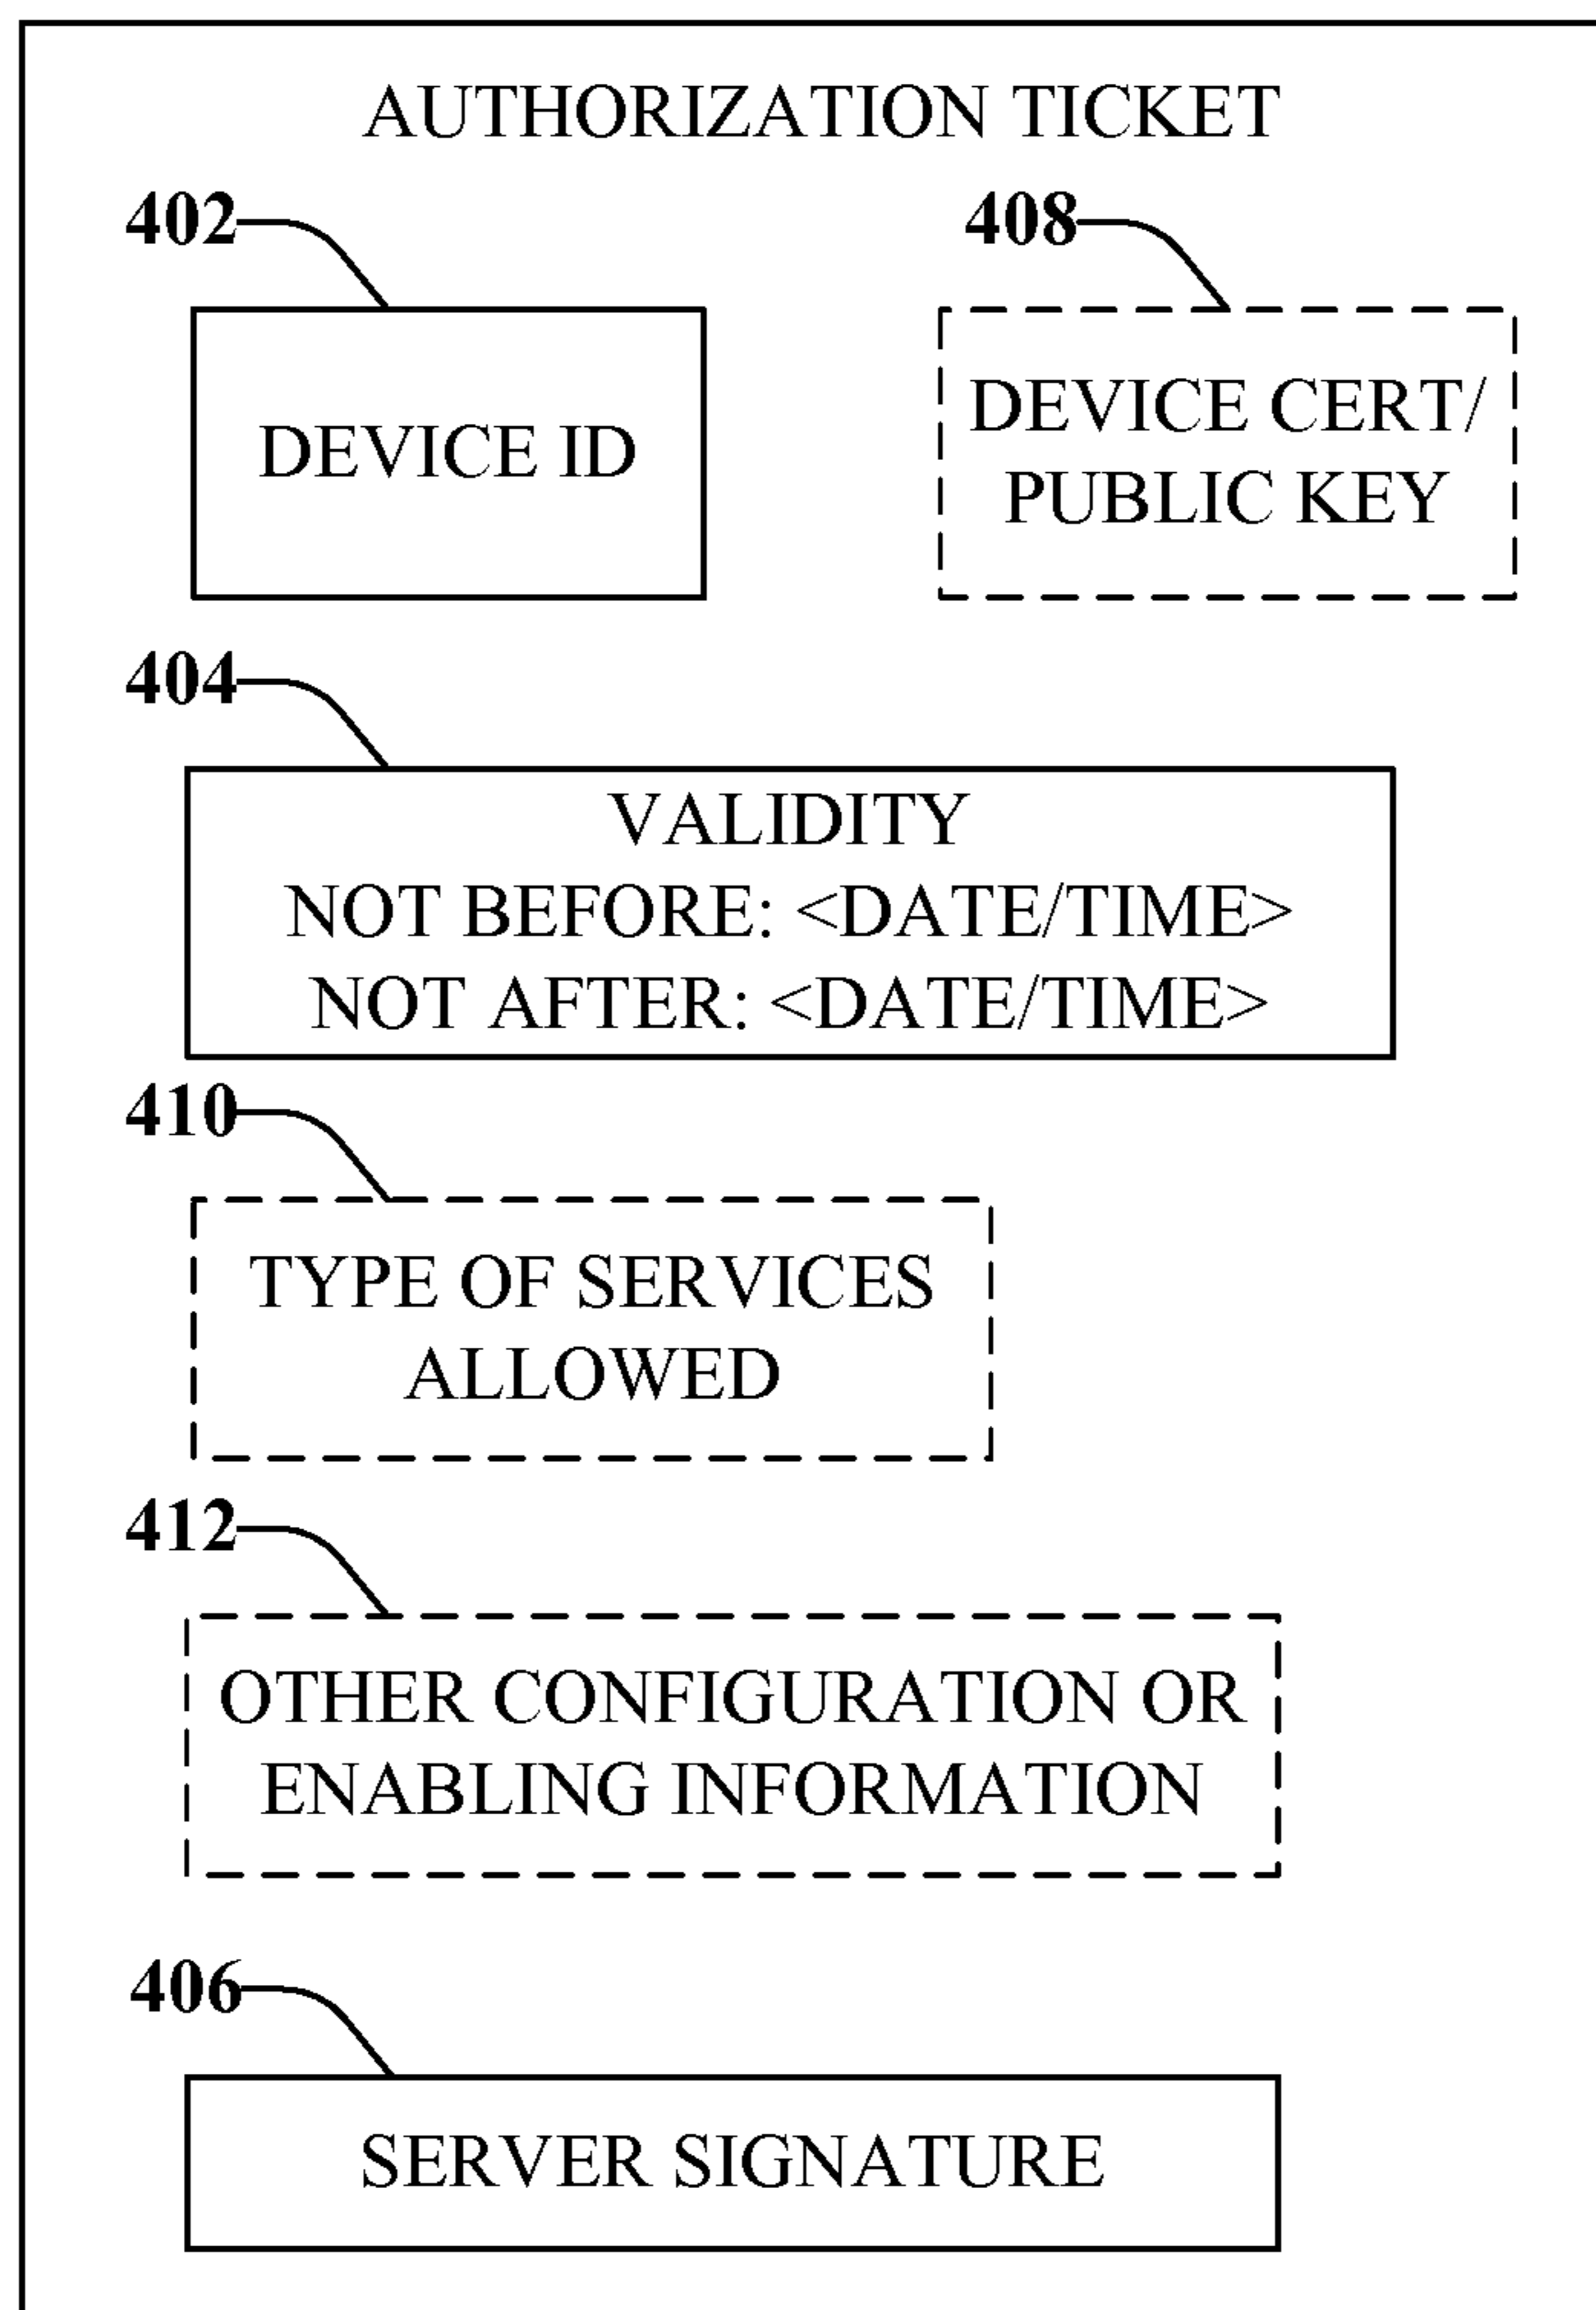 AUTHORIZATION TICKET
402
408
DEVICE ID
DEVICE CERT/
PUBLIC KEY
404
VALIDITY
NOT BEFORE: <DATE/TIME>
NOT AFTER: <DATE/TIME>
410
TYPE OF SERVICES
ALLOWED
412
OTHER CONFIGURATION OR
ENABLING INFORMATION
406
SERVER SIGNATURE